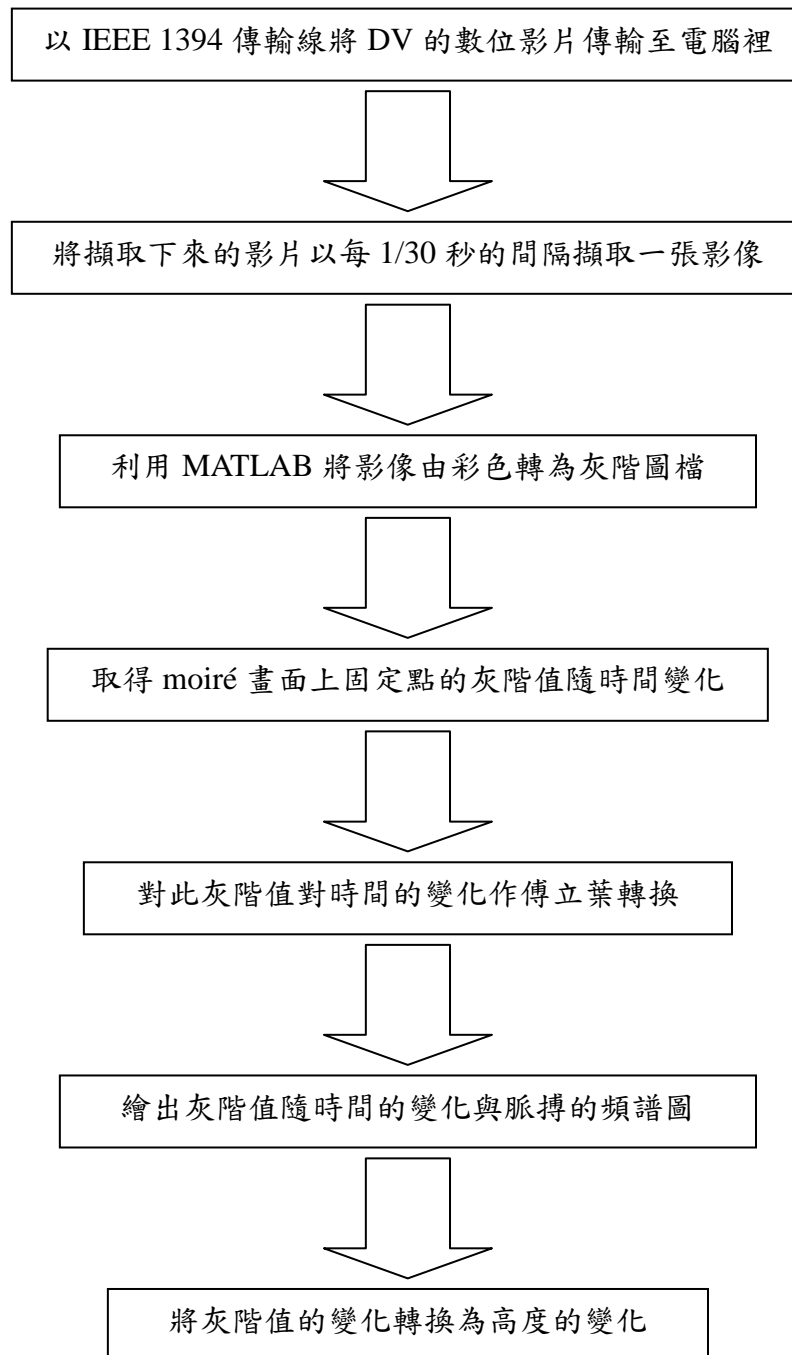 以 IEEE 1394 傳輸線將 DV 的數位影片傳輸至電腦裡
將擷取下來的影片以每 1/30 秒的間隔擷取一張影像
利用 MATLAB 將影像由彩色轉為灰階圖檔
取得 moiré 畫面上固定點的灰階值隨時間變化
對此灰階值對時間的變化作傅立葉轉換
繪出灰階值隨時間的變化與脈搏的頻譜圖
將灰階值的變化轉換為高度的變化